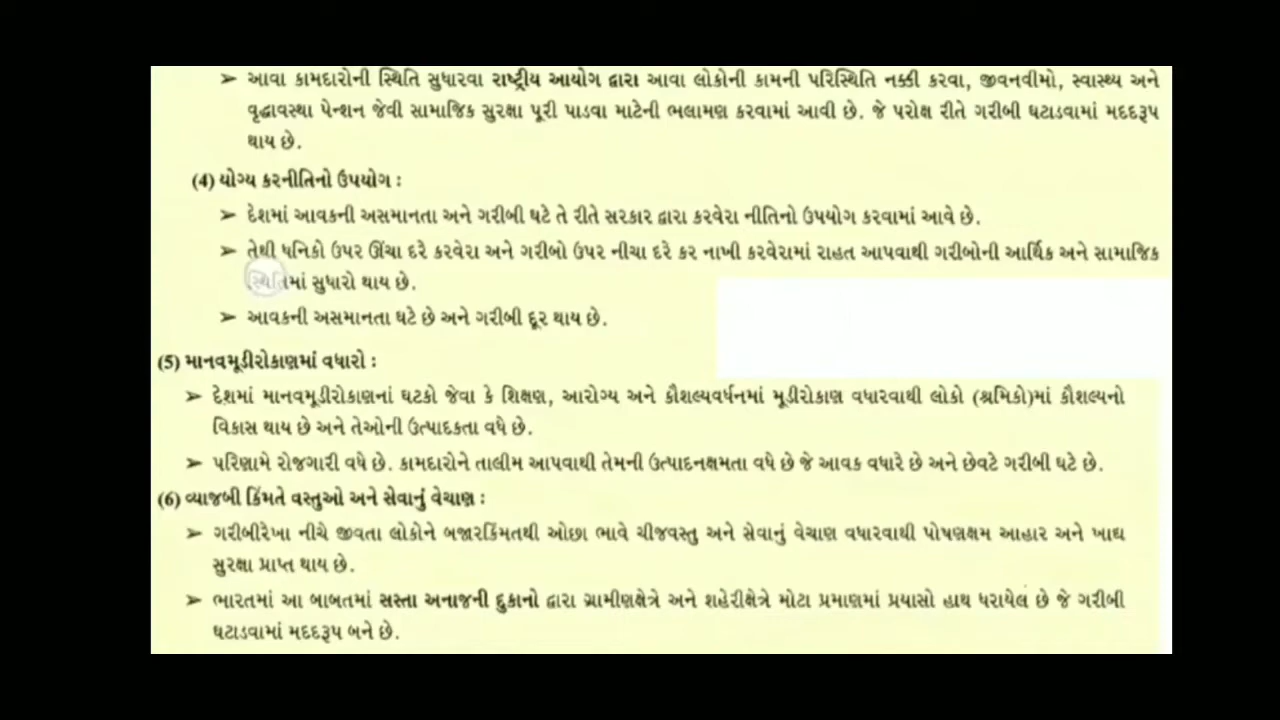 ➢ આવા કામદારોની સ્થિતિ સુધારવા રાષ્ટ્રીય આયોગ દ્વારા આવા લોકોની કામની પરિસ્થિતિ નક્કી કરવા, જીવનવીમો, સ્વાસ્થ્ય અને
વૃદ્ધાવસ્થા પેન્શન જેવી સામાજિક સુરક્ષા પૂરી પાડવા માટેની ભલામણ કરવામાં આવી છે. જે પરોક્ષ રીતે ગરીબી ઘટાડવામાં મદદરૂપ
થાય છે.
(4) યોગ્ય કરનીતિનો ઉપયોગ :
➢ દેશમાં આવકની અસમાનતા અને ગરીબી ઘટે તે રીતે સરકાર દ્વારા કરવેરા નીતિનો ઉપયોગ કરવામાં આવે છે.
➢ તેથી ધનિકો ઉપર ઊંચા દરે કરવેરા અને ગરીબો ઉપર નીચા દરે કર નાખી કરવેરામાં રાહત આપવાથી ગરીબોની આર્થિક અને સામાજિક
સ્થિતિમાં સુધારો થાય છે.
➢ આવકની અસમાનતા ઘટે છે અને ગરીબી દૂર થાય છે.
(5) માનવમૂડીરોકાણમાં વધારો :
➢ દેશમાં માનવમૂડીરોકાણનાં ઘટકો જેવા કે શિક્ષણ, આરોગ્ય અને કૌશલ્યવર્ધનમાં મૂડીરોકાણ વધારવાથી લોકો (શ્રમિકો)માં કૌશલ્યનો
વિકાસ થાય છે અને તેઓની ઉત્પાદકતા વધે છે.
➢ પરિણામે રોજગારી વધે છે. કામદારોને તાલીમ આપવાથી તેમની ઉત્પાદનક્ષમતા વધે છે જે આવક વધારે છે અને છેવટે ગરીબી ઘટે છે.
(6) વ્યાજબી કિંમતે વસ્તુઓ અને સેવાનું વેચાણ :
➢ ગરીબીરેખા નીચે જીવતા લોકોને બજારકિંમતથી ઓછા ભાવે ચીજવસ્તુ અને સેવાનું વેચાણ વધારવાથી પોષણક્ષમ આહાર અને ખાદ્ય
સુરક્ષા પ્રાપ્ત થાય છે.
➢ ભારતમાં આ બાબતમાં સસ્તા અનાજની દુકાનો દ્વારા ગ્રામીણક્ષેત્રે અને શહેરીક્ષેત્રે મોટા પ્રમાણમાં પ્રયાસો હાથ ધરાયેલ છે જે ગરીબી
ઘટાડવામાં મદદરૂપ બને છે.